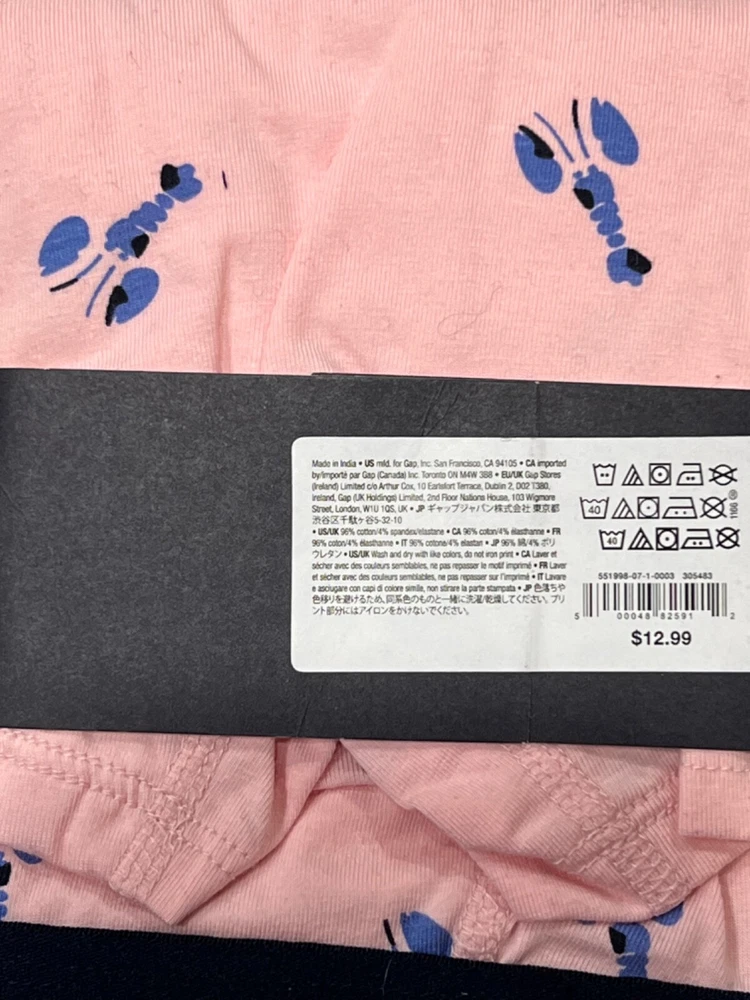 Made in India • US mfd. for Gap, Inc. San Francisco, CA 94105 • CA imported
by/importé par Gap (Canada) Inc. Toronto ON M4W 3B8 • EU/UK Gap Stores
(Ireland) Limited c/o Arthur Cox, 10 Earlsfort Terrace, Dublin 2, D02 T380,
Ireland, Gap (UK Holdings) Limited, 2nd Floor Nations House, 103 Wigmore
Street, London, W1U 1QS, UK • JP ギャップジャパン株式会社 東京都
渋谷区千駄ヶ谷5-32-10
• US/UK 96% cotton/4% spandex/elastane • CA 96% coton/4% élasthanne • FR
96% coton/4% élasthanne • IT 96% cotone/4% elastan • JP 96% 綿/4% ポリ
ウレタン • US/UK Wash and dry with like colors, do not iron print • CA Laver et
sécher avec des couleurs semblables, ne pas repasser le motif imprimé • FR Laver
et sécher avec des couleurs semblables, ne pas repasser sur l'imprimé • IT Lavare
e asciugare con capi di colore simile, non stirare la parte stampata • JP 色落ちや
色移りを避けるため、同系色のものと一緒に洗濯/乾燥してください。プリ
ント部分にはアイロンをかけないでください。
40
40
1166
551998-07-1-0003 305483
5 00048 82591 2
$12.99